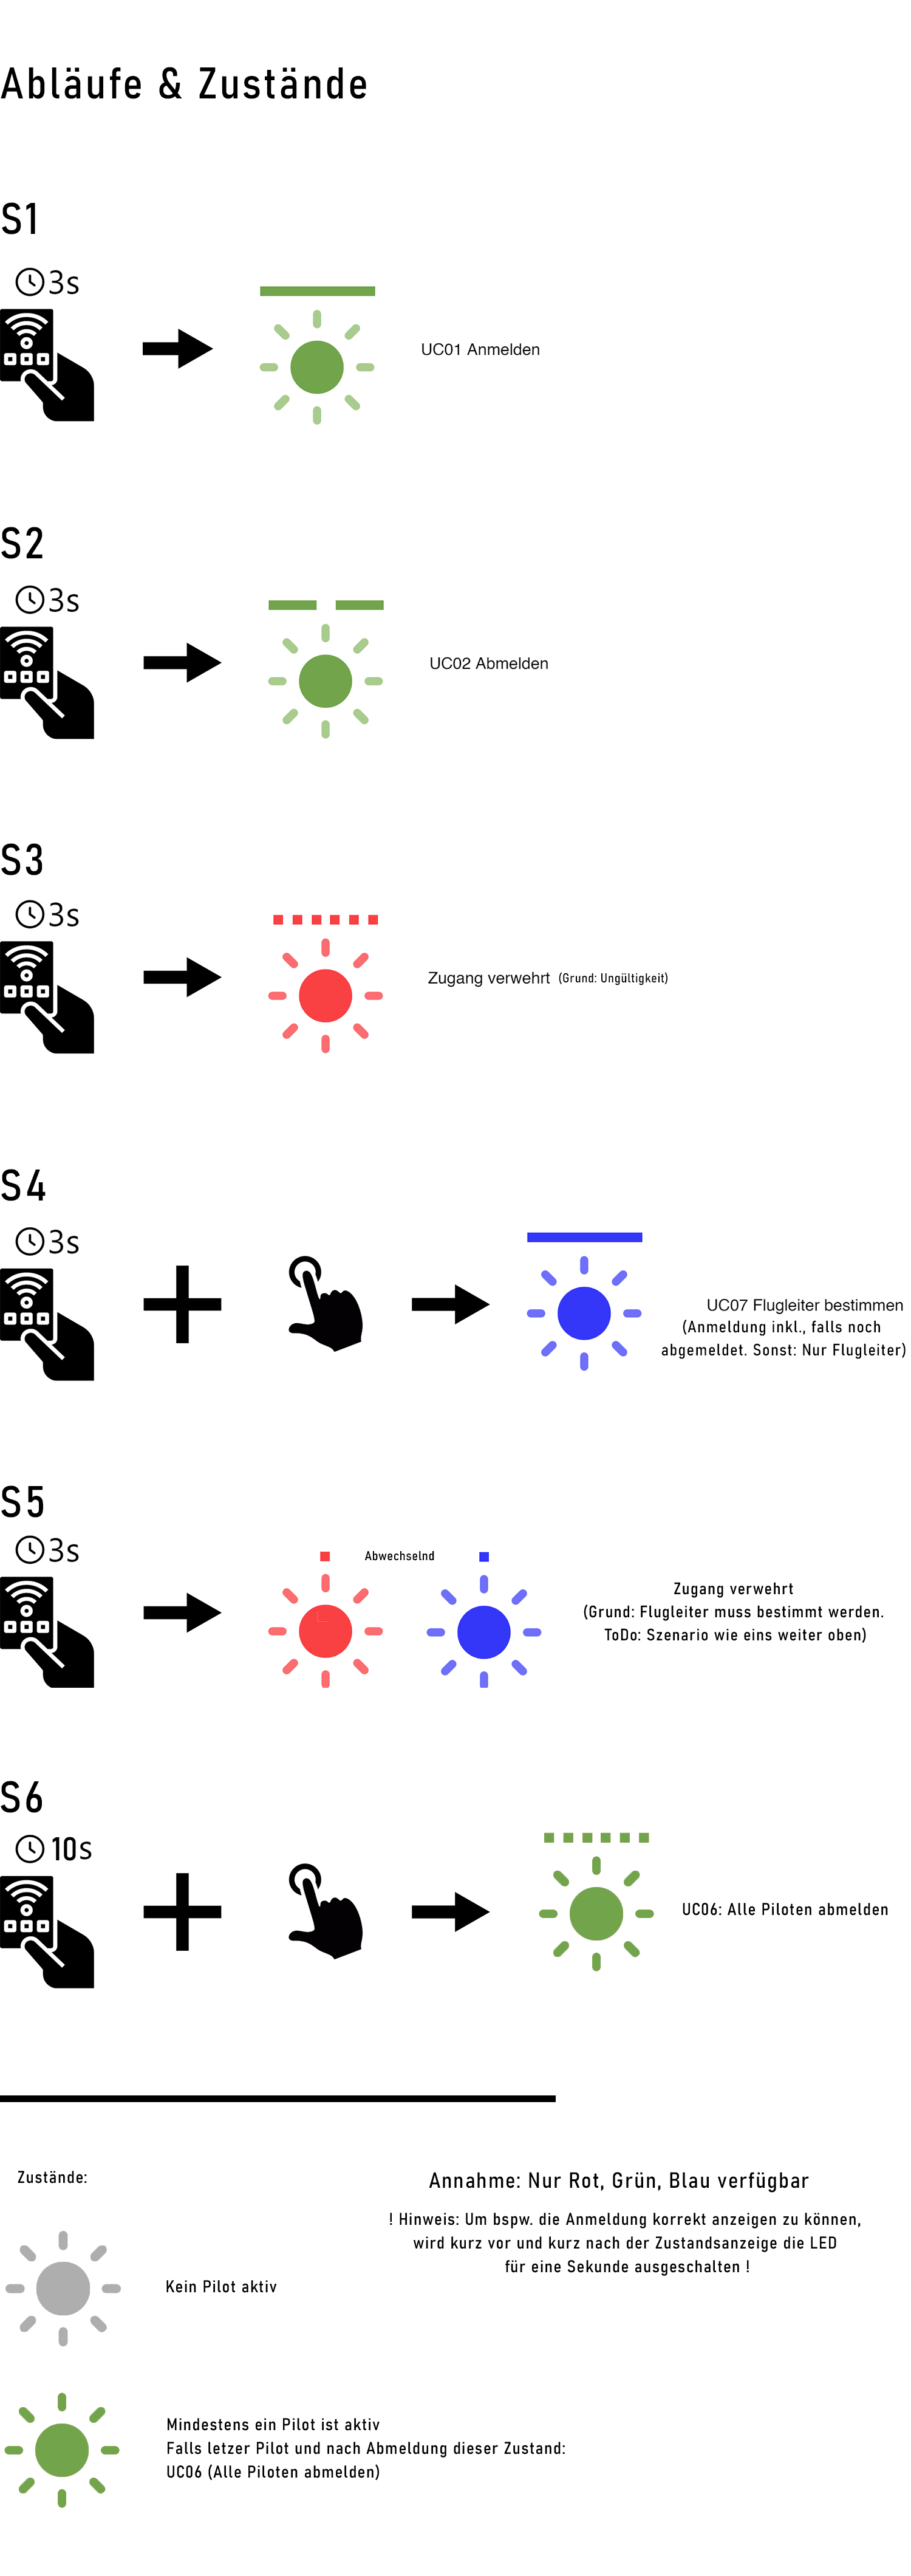 Abläufe & Zustände
S1
3s
UC01 Anmelden
S2
3s
UC02 Abmelden
S3
3s
Zugang verwehrt (Grund: Ungültigkeit)
S4
3s
UC07 Flugleiter bestimmen
(Anmeldung inkl., falls noch
abgemeldet. Sonst: Nur Flugleiter)
S5
3s
Abwechselnd
Zugang verwehrt
(Grund: Flugleiter muss bestimmt werden.
ToDo: Szenario wie eins weiter oben)
S6
10s
UC06: Alle Piloten abmelden
Zustände:
Annahme: Nur Rot, Grün, Blau verfügbar
! Hinweis: Um bspw. die Anmeldung korrekt anzeigen zu können,
wird kurz vor und kurz nach der Zustandsanzeige die LED
für eine Sekunde ausgeschalten !
Kein Pilot aktiv
Mindestens ein Pilot ist aktiv
Falls letzer Pilot und nach Abmeldung dieser Zustand:
UC06 (Alle Piloten abmelden)